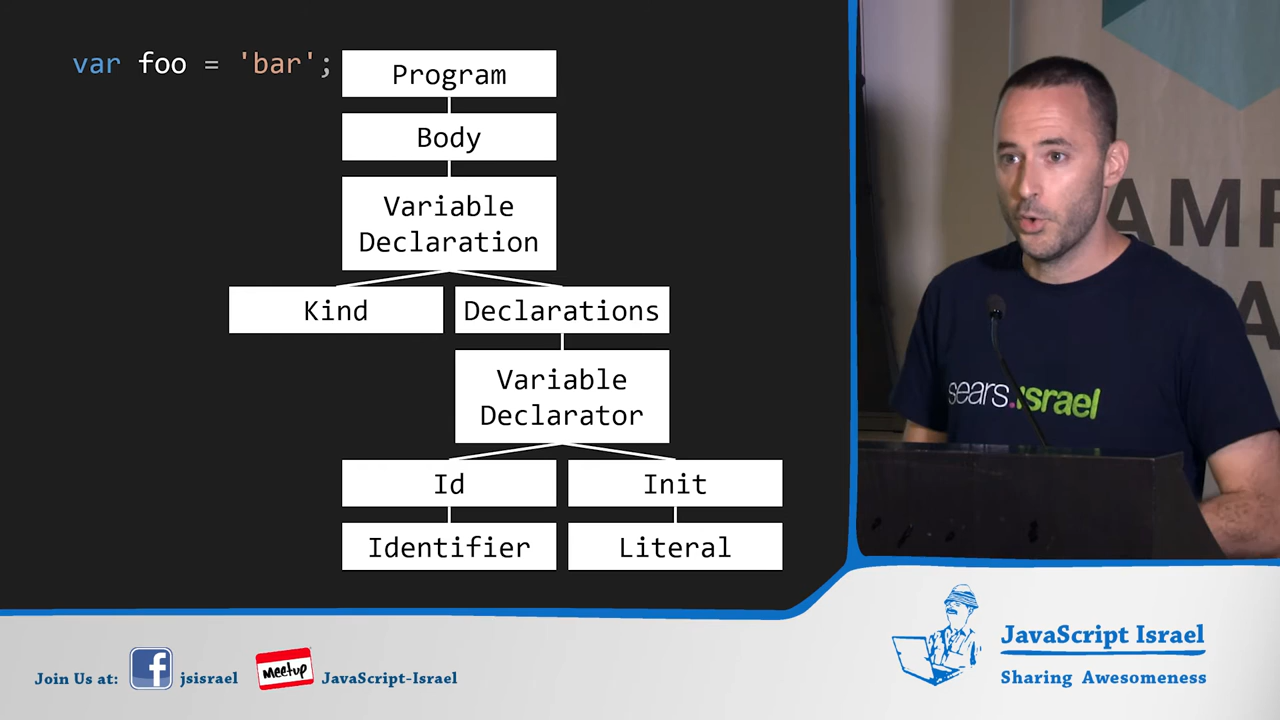 var foo = 'bar';
Program
Body
Variable
Declaration
Kind
Declarations
Variable
Declarator
Id
Init
Identifier
Literal
sears.israel
Join Us at:
jsisrael
Meetup
JavaScript-Israel
JavaScript Israel
Sharing Awesomeness